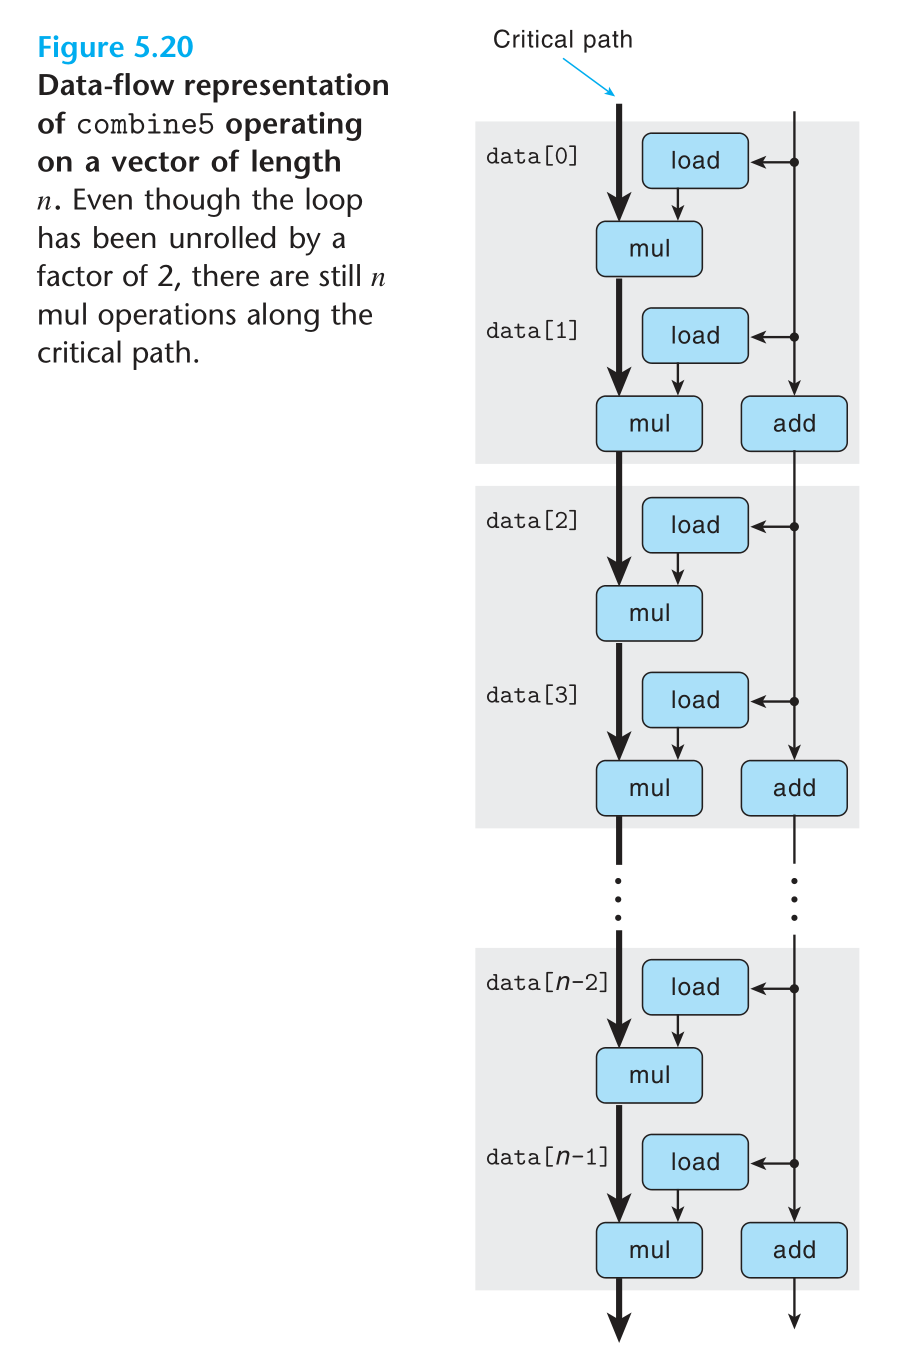 Figure 5.20
Data-flow representation
of combine5 operating
on a vector of length
n. Even though the loop
has been unrolled by a
factor of 2, there are still n
mul operations along the
critical path.
Critical path
data[0]
load
mul
data[1]
load
mul
add
data[2]
load
mul
data[3]
load
mul
add
data[n-2]
load
mul
data[n-1]
load
mul
add